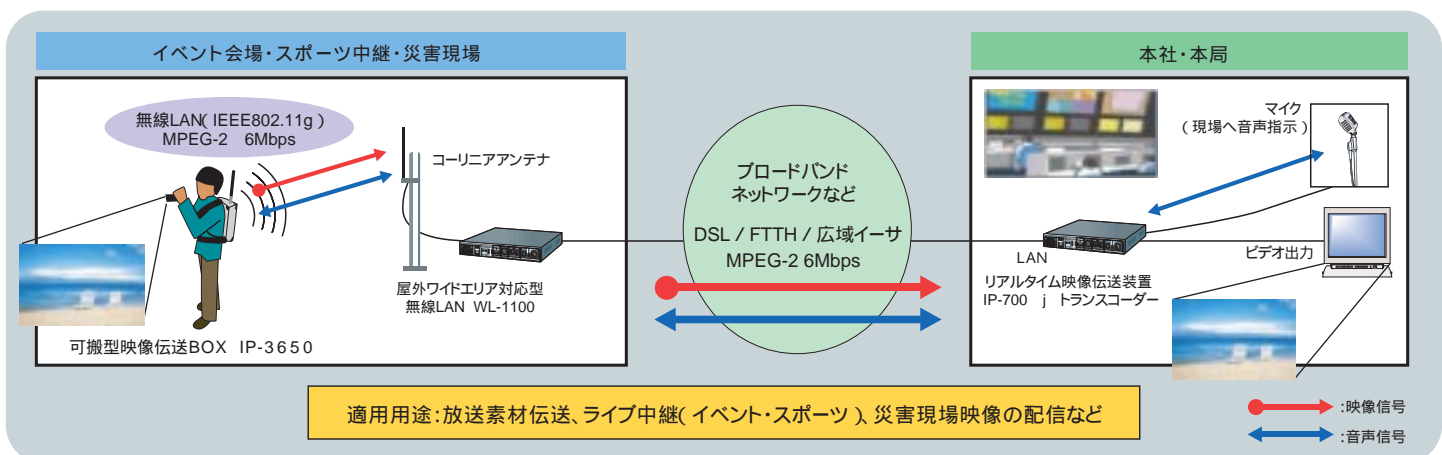 イベント会場・スポーツ中継・災害現場
無線LAN(IEEE802.11g)
MPEG-2 6Mbps
コーリニアアンテナ
屋外ワイドエリア対応型
無線LAN WL-1100
可搬型映像伝送BOX IP-3650
ブロードバンド
ネットワークなど
DSL / FTTH / 広域イーサ
MPEG-2 6Mbps
本社・本局
マイク
(現場へ音声指示)
LAN
リアルタイム映像伝送装置
IP-700 j トランスコーダー
ビデオ出力
適用用途:放送素材伝送、ライブ中継(イベント・スポーツ)、災害現場映像の配信など
:映像信号
:音声信号